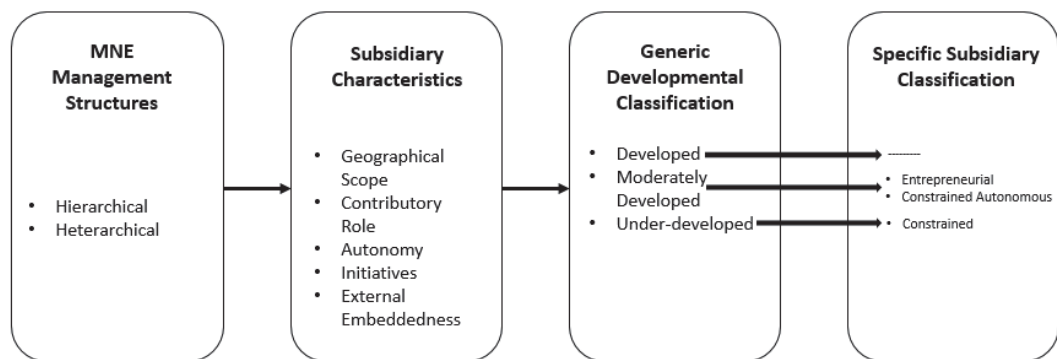 MNE
Management
Structures
• Hierarchical
• Heterarchical
Subsidiary
Characteristics
• Geographical
Scope
• Contributory
Role
• Autonomy
• Initiatives
• External
Embeddedness
Generic
Developmental
Classification
• Developed
• Moderately
Developed
• Under-developed
Specific Subsidiary
Classification
• ---------
• Entrepreneurial
• Constrained Autonomous
• Constrained